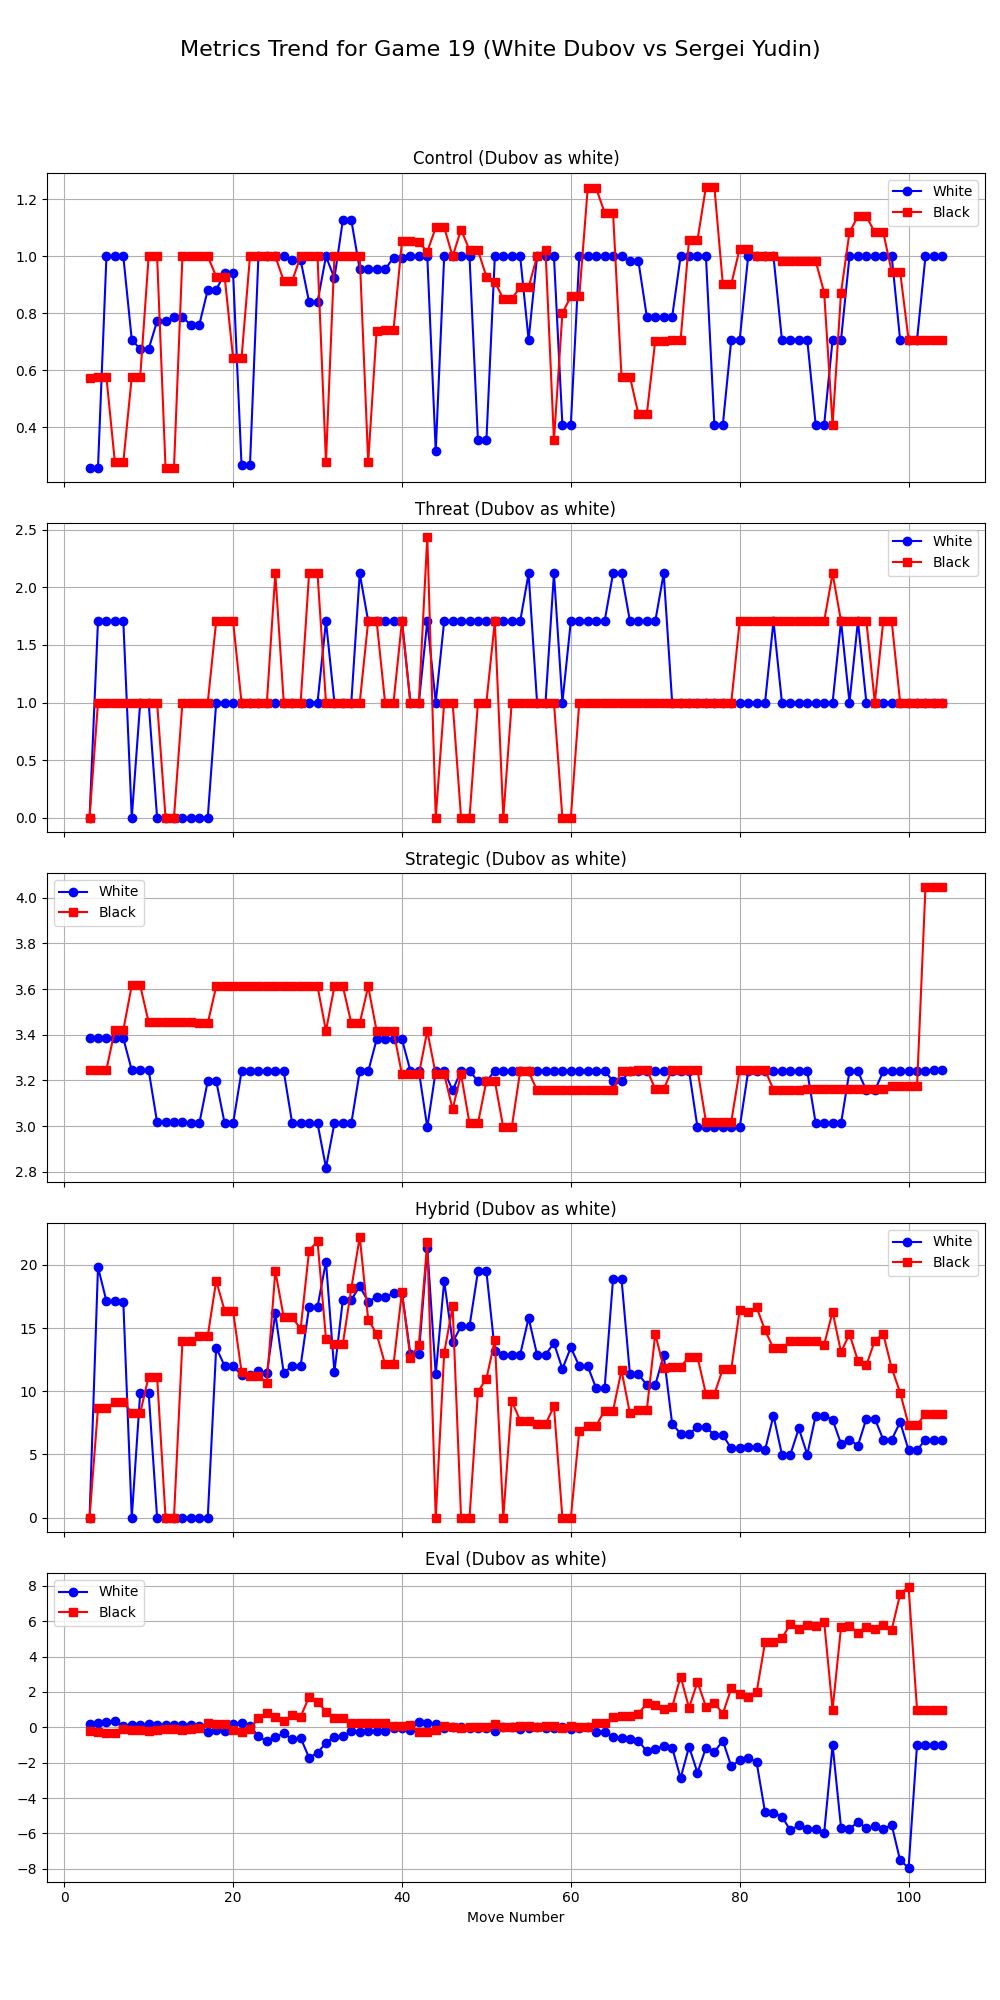 Metrics Trend for Game 19 (White Dubov vs Sergei Yudin)
Control (Dubov as white)
White
Black
1.2
1.0
0.8
0.6
0.4
Threat (Dubov as white)
White
Black
2.5
2.0
1.5
1.0
0.5
0.0
Strategic (Dubov as white)
White
Black
4.0
3.8
3.6
3.4
3.2
3.0
2.8
Hybrid (Dubov as white)
White
Black
20
15
10
5
0
Eval (Dubov as white)
White
Black
8
6
4
2
0
−2
−4
−6
−8
0 20 40 60 80 100
Move Number